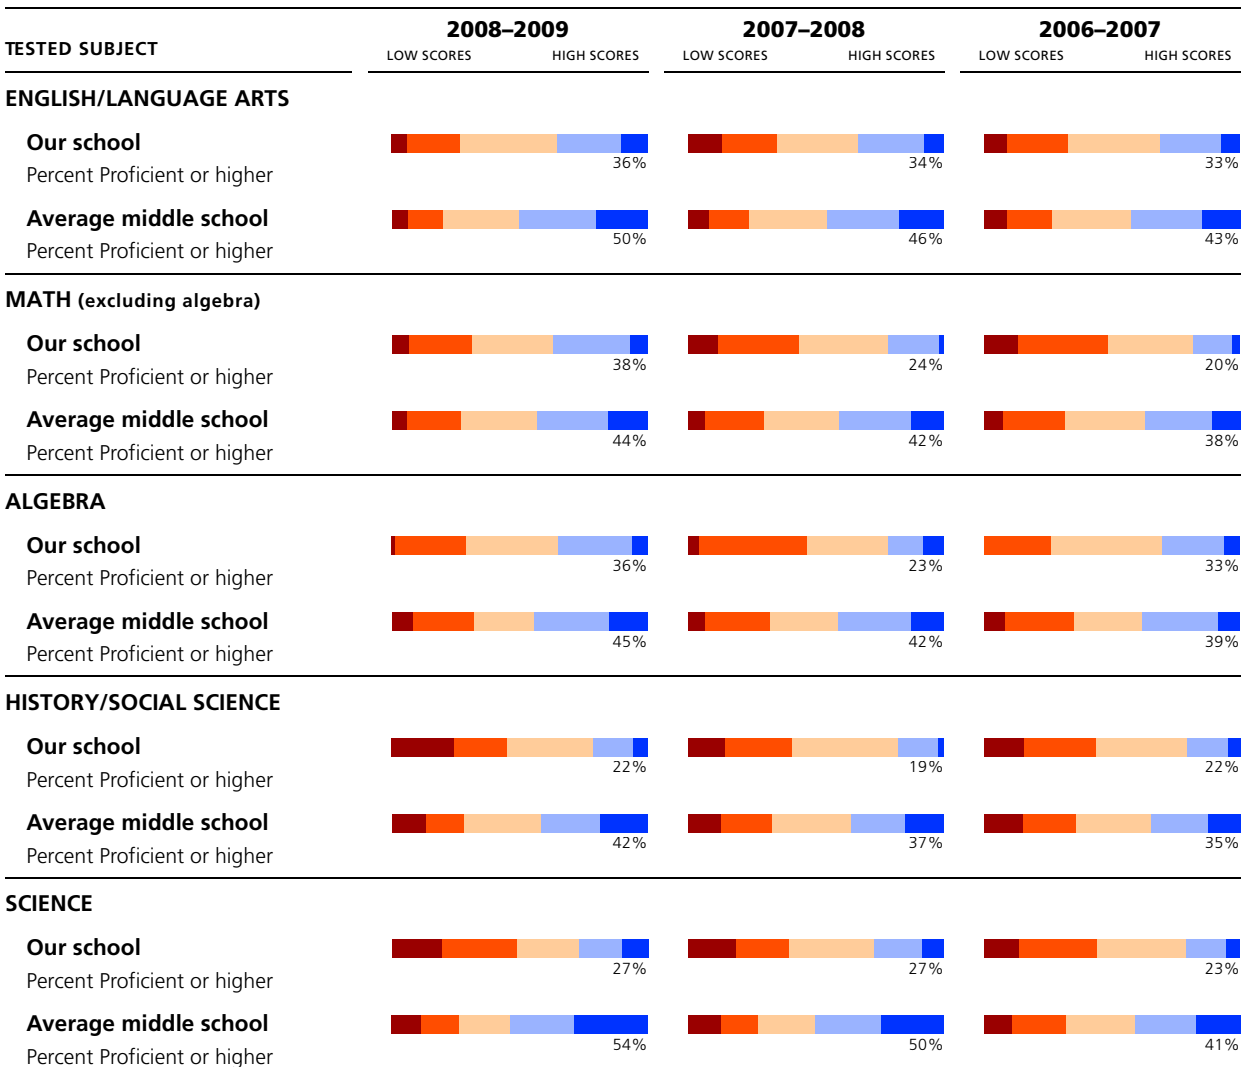 2008–2009 2007–2008 2006–2007
TESTED SUBJECT LOW SCORES HIGH SCORES LOW SCORES HIGH SCORES LOW SCORES HIGH SCORES
ENGLISH/LANGUAGE ARTS
Our school
Percent Proficient or higher 36% 34% 33%
Average middle school
Percent Proficient or higher 50% 46% 43%
MATH (excluding algebra)
Our school
Percent Proficient or higher 38% 24% 20%
Average middle school
Percent Proficient or higher 44% 42% 38%
ALGEBRA
Our school
Percent Proficient or higher 36% 23% 33%
Average middle school
Percent Proficient or higher 45% 42% 39%
HISTORY/SOCIAL SCIENCE
Our school
Percent Proficient or higher 22% 19% 22%
Average middle school
Percent Proficient or higher 42% 37% 35%
SCIENCE
Our school
Percent Proficient or higher 27% 27% 23%
Average middle school
Percent Proficient or higher 54% 50% 41%